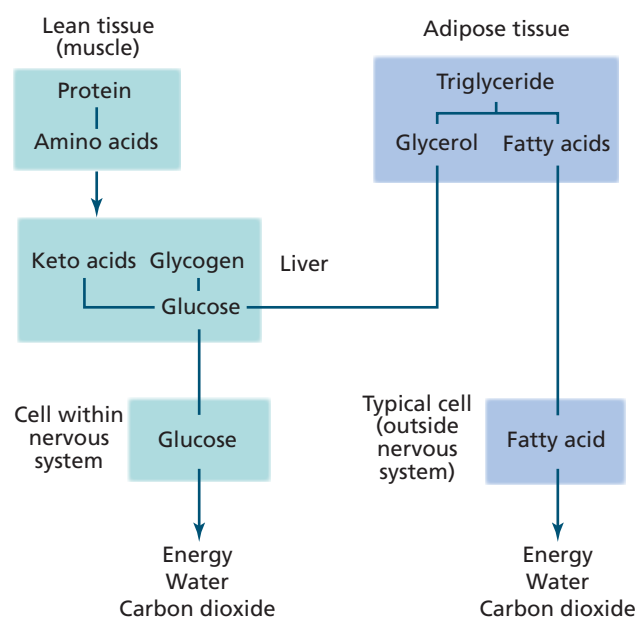 Lean tissue
(muscle)
Adipose tissue
Protein
Amino acids
Triglyceride
Glycerol Fatty acids
Keto acids Glycogen
Liver
Glucose
Cell within
nervous
system
Glucose
Typical cell
(outside
nervous
system)
Fatty acid
Energy
Water
Carbon dioxide
Energy
Water
Carbon dioxide